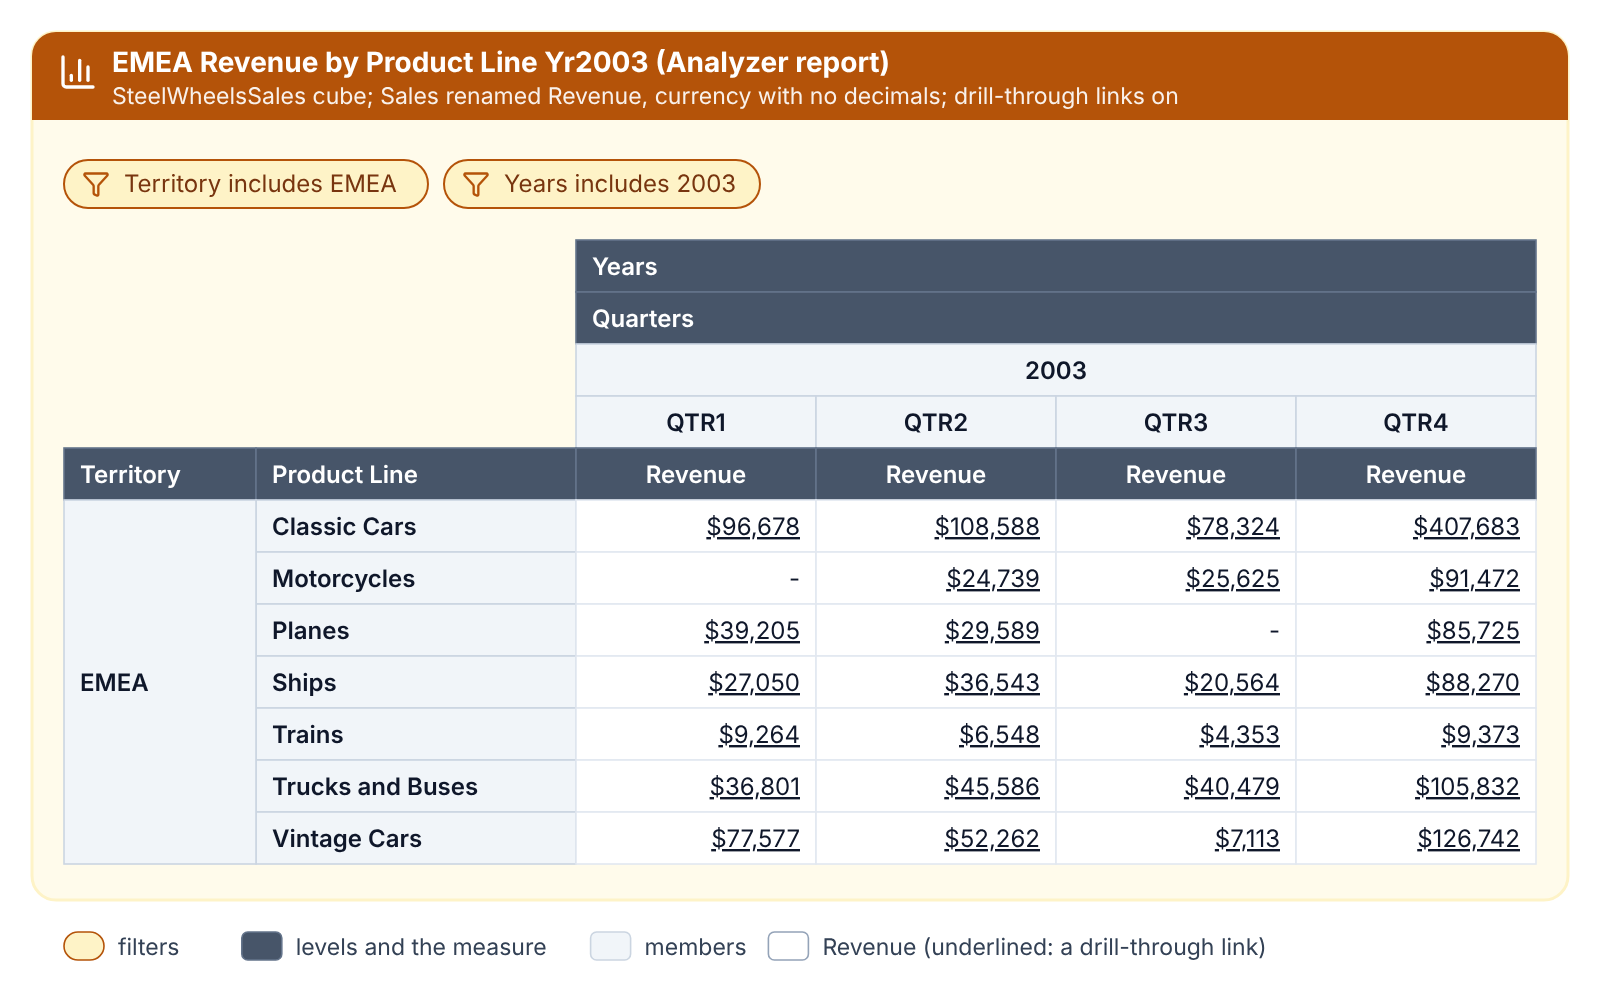 EMEA Revenue by Product Line Yr2003 (Analyzer report)
SteelWheelsSales cube; Sales renamed Revenue, currency with no decimals; drill-through links on
Territory includes EMEA Years includes 2003
Years
Quarters
2003
QTR1 QTR2 QTR3 QTR4
Territory Product Line Revenue Revenue Revenue Revenue
Classic Cars $96,678 $108,588 $78,324 $407,683
Motorcycles - $24,739 $25,625 $91,472
Planes $39,205 $29,589 - $85,725
EMEA Ships $27,050 $36,543 $20,564 $88,270
Trains $9,264 $6,548 $4,353 $9,373
Trucks and Buses $36,801 $45,586 $40,479 $105,832
Vintage Cars $77,577 $52,262 $7,113 $126,742
filters levels and the measure members Revenue (underlined: a drill-through link)